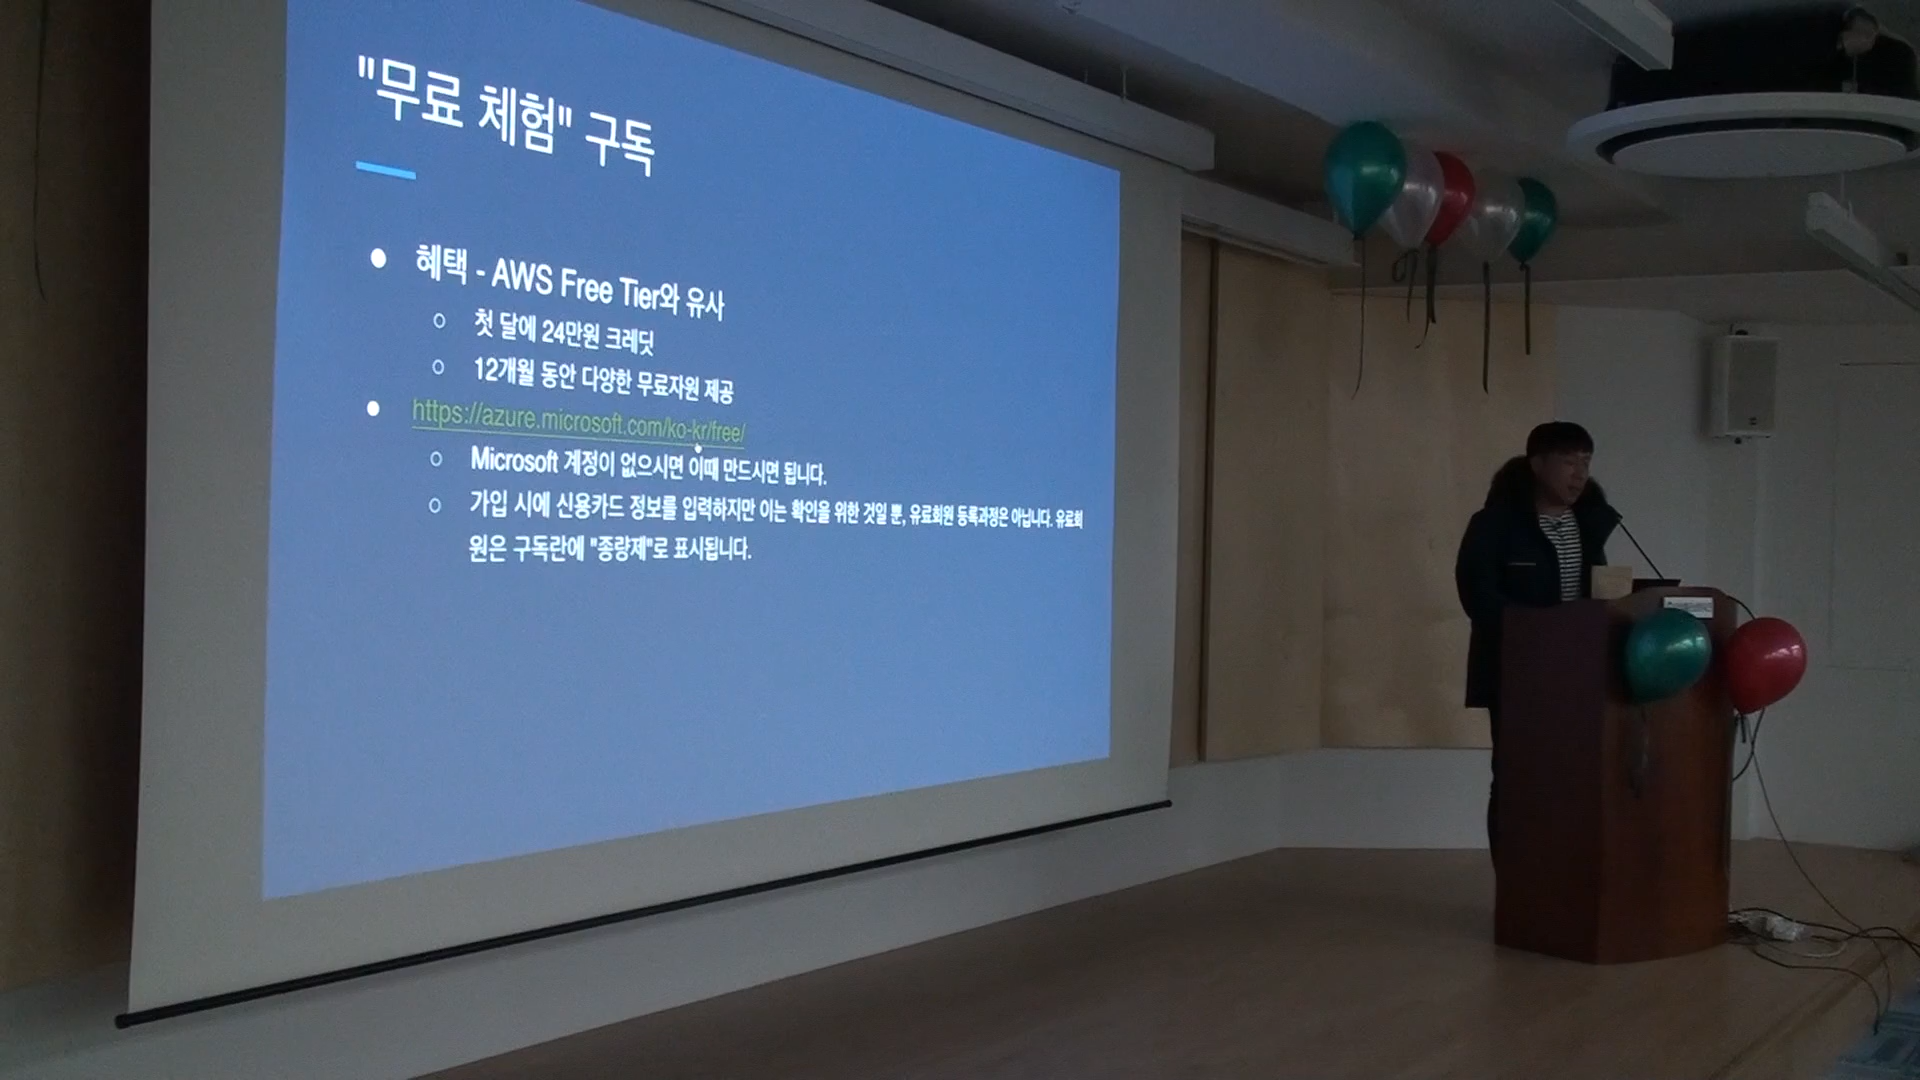 "무료 체험" 구독
혜택 - AWS Free Tier와 유사
첫 달에 24만원 크레딧
12개월 동안 다양한 무료자원 제공
https://azure.microsoft.com/ko-kr/free/
Microsoft 계정이 없으시면 이때 만드시면 됩니다.
가입 시에 신용카드 정보를 입력하지만 이는 확인을 위한 것일 뿐, 유료회원 등록과정은 아닙니다. 유료회
원은 구독란에 "종량제"로 표시됩니다.